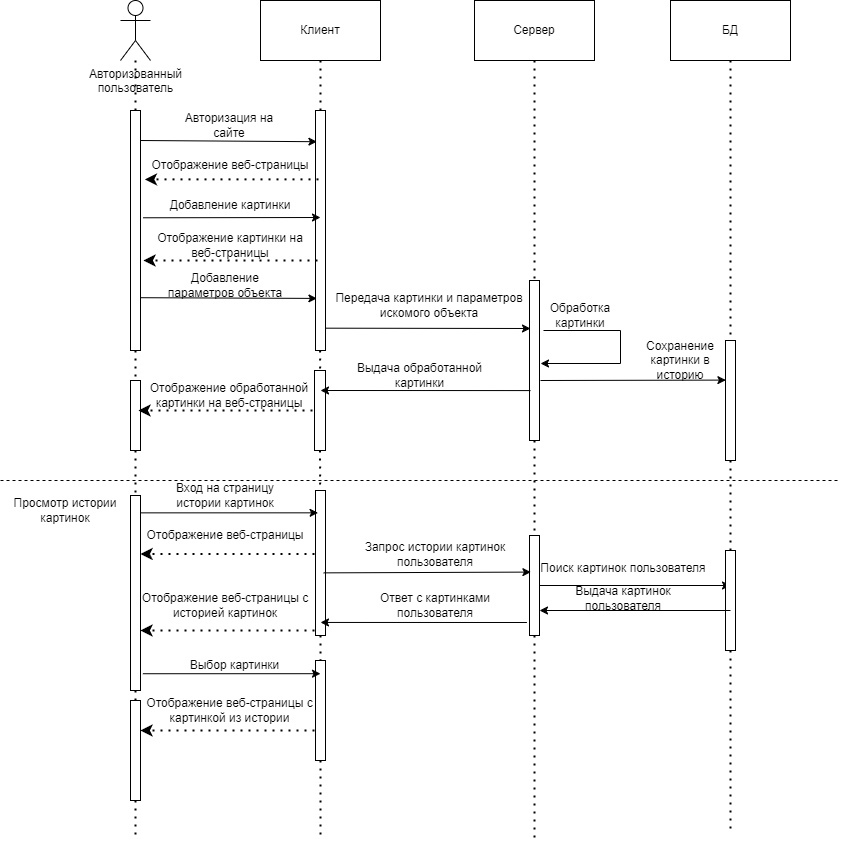 Клиент
Сервер
БД
Авторизованный
пользователь
Авторизация на
сайте
Отображение веб-страницы
Добавление картинки
Отображение картинки на
веб-страницы
Добавление
параметров объекта
Передача картинки и параметров
искомого объекта
Обработка
картинки
Сохранение
картинки в
историю
Выдача обработанной
картинки
Отображение обработанной
картинки на веб-страницы
Просмотр истории
картинок
Вход на страницу
истории картинок
Отображение веб-страницы
Запрос истории картинок
пользователя
Поиск картинок пользователя
Выдача картинок
пользователя
Ответ с картинками
пользователя
Отображение веб-страницы с
историей картинок
Выбор картинки
Отображение веб-страницы с
картинкой из истории